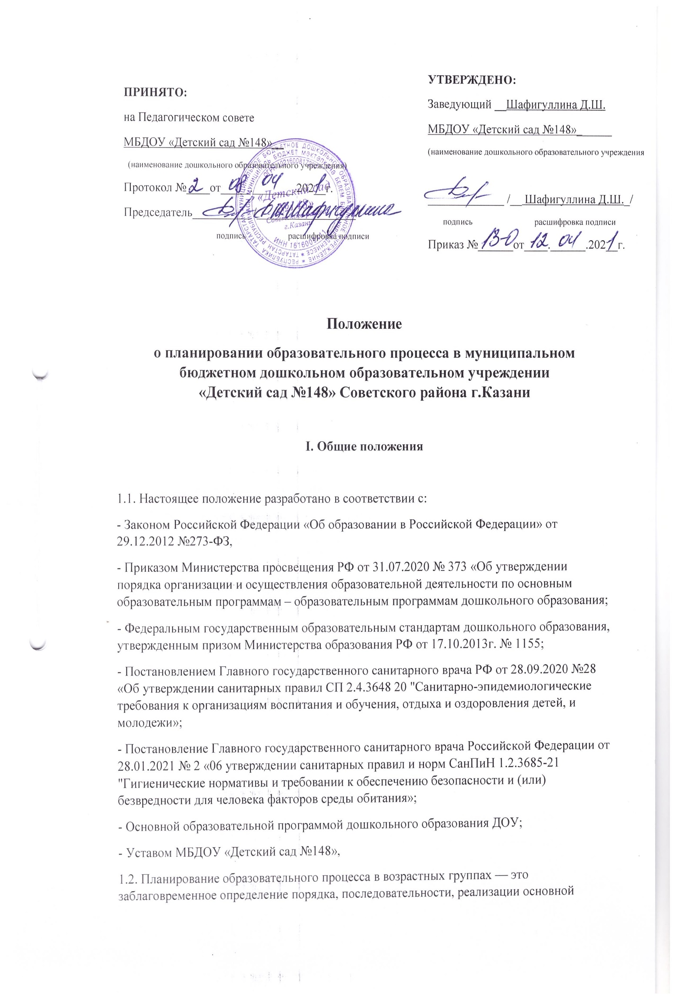 ПРИНЯТО:
на Педагогическом совете
МБДОУ «Детский сад №148»
(наименование дошкольного образовательного учреждения)
Протокол № 2 от 08 . 04 .2021 г.
Председатель / Шафигуллина
подпись расшифровка подписи
УТВЕРЖДЕНО:
Заведующий __Шафигуллина Д.Ш.
МБДОУ «Детский сад №148»_____
(наименование дошкольного образовательного учреждения
_____________ /__Шафигуллина Д.Ш._/
подпись расшифровка подписи
Приказ № 13-О от 12 . 04 .2021 г.
«Детский сад
г.Казани
Положение
о планировании образовательного процесса в муниципальном
бюджетном дошкольном образовательном учреждении
«Детский сад №148» Советского района г.Казани
I. Общие положения
1.1. Настоящее положение разработано в соответствии с:
- Законом Российской Федерации «Об образовании в Российской Федерации» от
29.12.2012 №273-ФЗ,
- Приказом Министерства просвещения РФ от 31.07.2020 № 373 «Об утверждении
порядка организации и осуществления образовательной деятельности по основным
образовательным программам – образовательным программам дошкольного образования;
- Федеральным государственным образовательным стандартам дошкольного образования,
утвержденным призом Министерства образования РФ от 17.10.2013г. № 1155;
- Постановлением Главного государственного санитарного врача РФ от 28.09.2020 №28
«Об утверждении санитарных правил СП 2.4.3648 20 "Санитарно-эпидемиологические
требования к организациям воспитания и обучения, отдыха и оздоровления детей, и
молодежи»;
- Постановление Главного государственного санитарного врача Российской Федерации от
28.01.2021 № 2 «06 утверждении санитарных правил и норм СанПиН 1.2.3685-21
"Гигиенические нормативы и требовании к обеспечению безопасности и (или)
безвредности для человека факторов среды обитания»;
- Основной образовательной программой дошкольного образования ДОУ;
- Уставом МБДОУ «Детский сад №148»,
1.2. Планирование образовательного процесса в возрастных группах — это
заблаговременное определение порядка, последовательности, реализации основной